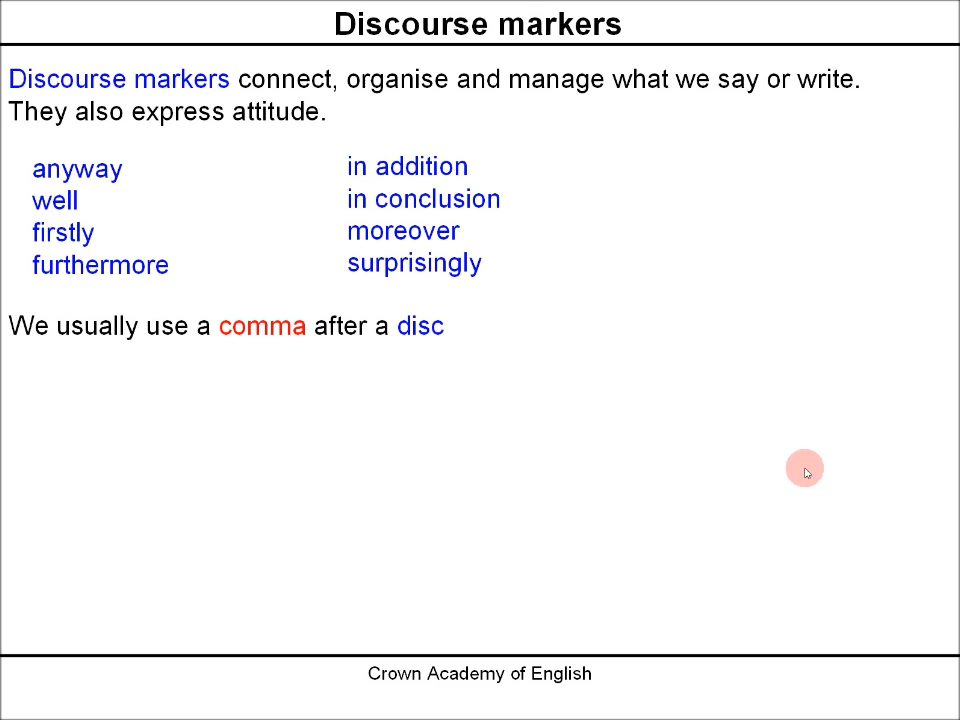 Discourse markers
Discourse markers connect, organise and manage what we say or write.
They also express attitude.
anyway
well
firstly
furthermore
in addition
in conclusion
moreover
surprisingly
We usually use a comma after a disc
Crown Academy of English